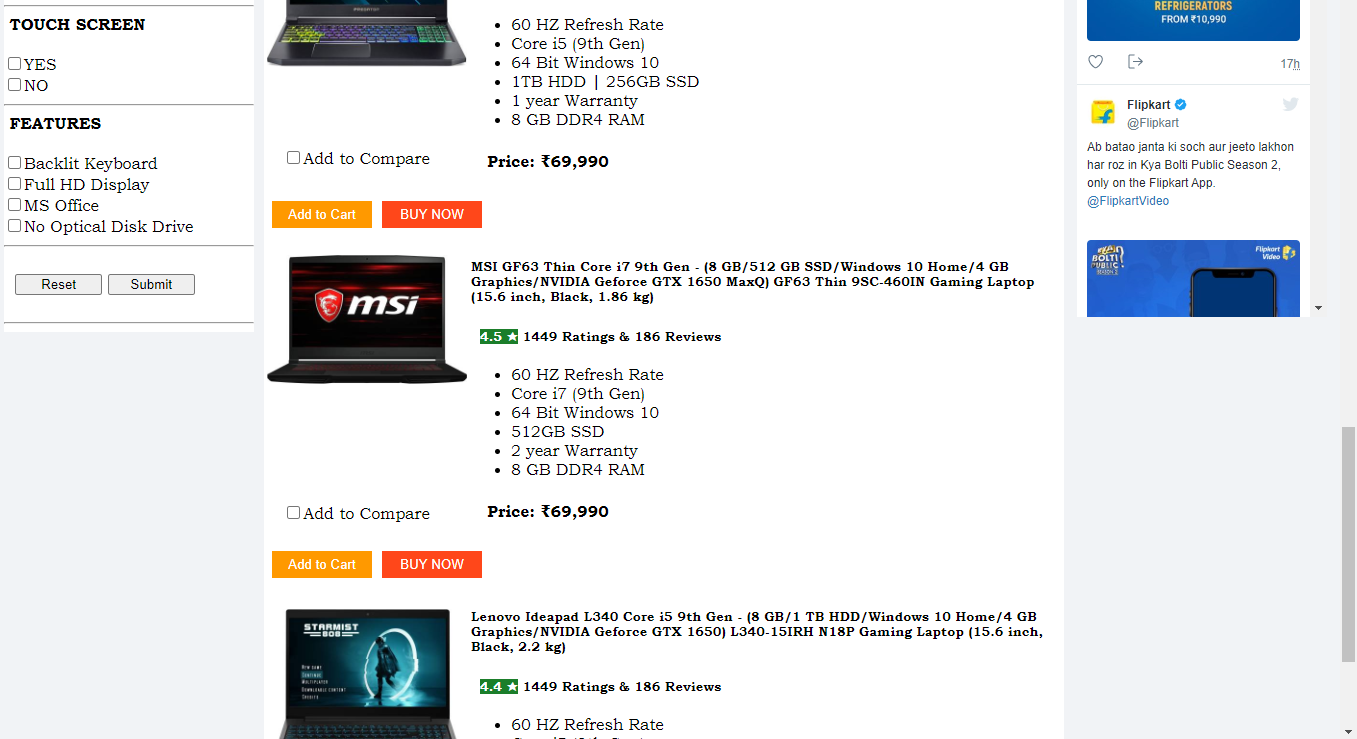 TOUCH SCREEN
YES
NO
FEATURES
Backlit Keyboard
Full HD Display
MS Office
No Optical Disk Drive
Reset Submit
PREDATOR
60 HZ Refresh Rate
Core i5 (9th Gen)
64 Bit Windows 10
1TB HDD | 256GB SSD
1 year Warranty
8 GB DDR4 RAM
Add to Compare
Price: ₹69,990
Add to Cart BUY NOW
msi
MSI GF63 Thin Core i7 9th Gen - (8 GB/512 GB SSD/Windows 10 Home/4 GB
Graphics/NVIDIA Geforce GTX 1650 MaxQ) GF63 Thin 9SC-460IN Gaming Laptop
(15.6 inch, Black, 1.86 kg)
4.5 ★ 1449 Ratings & 186 Reviews
60 HZ Refresh Rate
Core i7 (9th Gen)
64 Bit Windows 10
512GB SSD
2 year Warranty
8 GB DDR4 RAM
Add to Compare
Price: ₹69,990
Add to Cart BUY NOW
STARMIST
808
NEW GAME
CONTINUE
MULTIPLAYER
DOWNLOADABLE CONTENT
CREDITS
Lenovo Ideapad L340 Core i5 9th Gen - (8 GB/1 TB HDD/Windows 10 Home/4 GB
Graphics/NVIDIA Geforce GTX 1650) L340-15IRH N18P Gaming Laptop (15.6 inch,
Black, 2.2 kg)
4.4 ★ 1449 Ratings & 186 Reviews
60 HZ Refresh Rate
REFRIGERATORS
FROM ₹10,990
17h
Flipkart
@Flipkart
Ab batao janta ki soch aur jeeto lakhon
har roz in Kya Bolti Public Season 2,
only on the Flipkart App.
@FlipkartVideo
KYA BOLTI PUBLIC
SEASON 2
Flipkart
Video